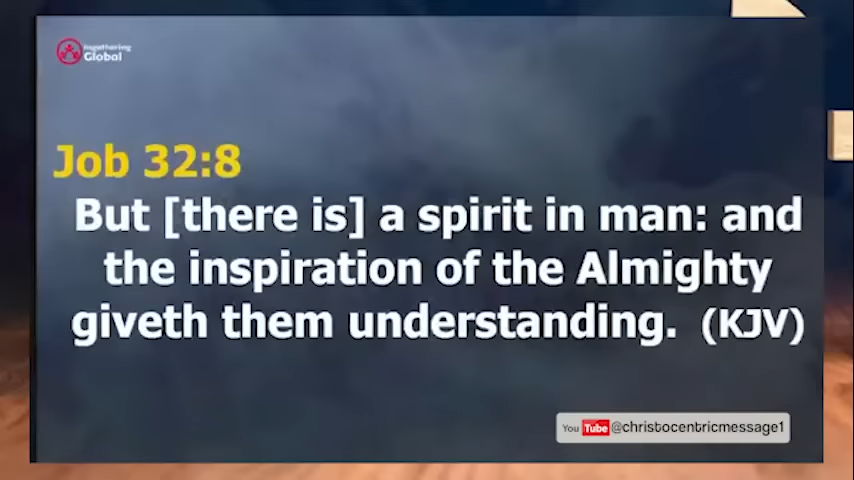 Ingathering
Global
Job 32:8
But [there is] a spirit in man: and
the inspiration of the Almighty
giveth them understanding. (KJV)
You Tube @christocentricmessage1